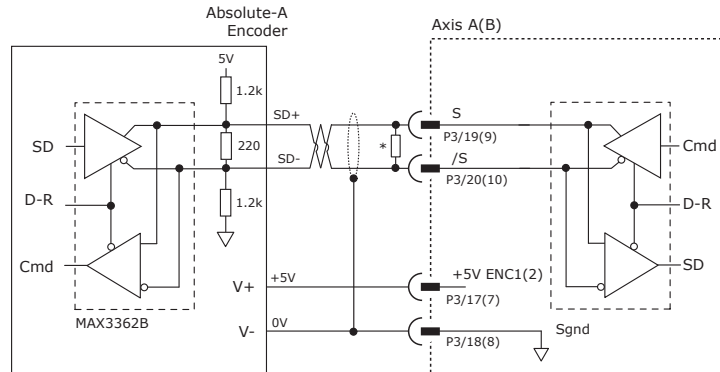 Absolute-A
Encoder
Axis A(B)
5V
1.2k
SD+
S
P3/19(9)
SD
220
*
Cmd
SD-
/S
P3/20(10)
D-R
1.2k
D-R
Cmd
+5V ENC1(2)
SD
V+
+5V
P3/17(7)
MAX3362B
V-
0V
Sgnd
P3/18(8)